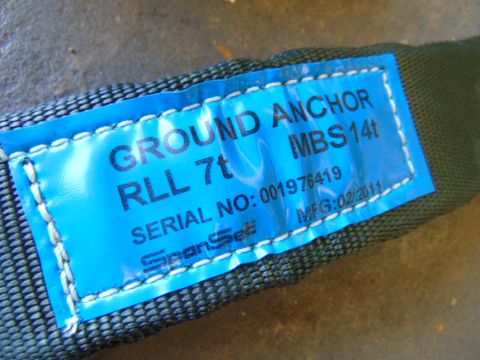 GROUND ANCHOR
RLL 7t MBS 14t
SERIAL NO: 001976419
SpanSet MFG: 02/2011